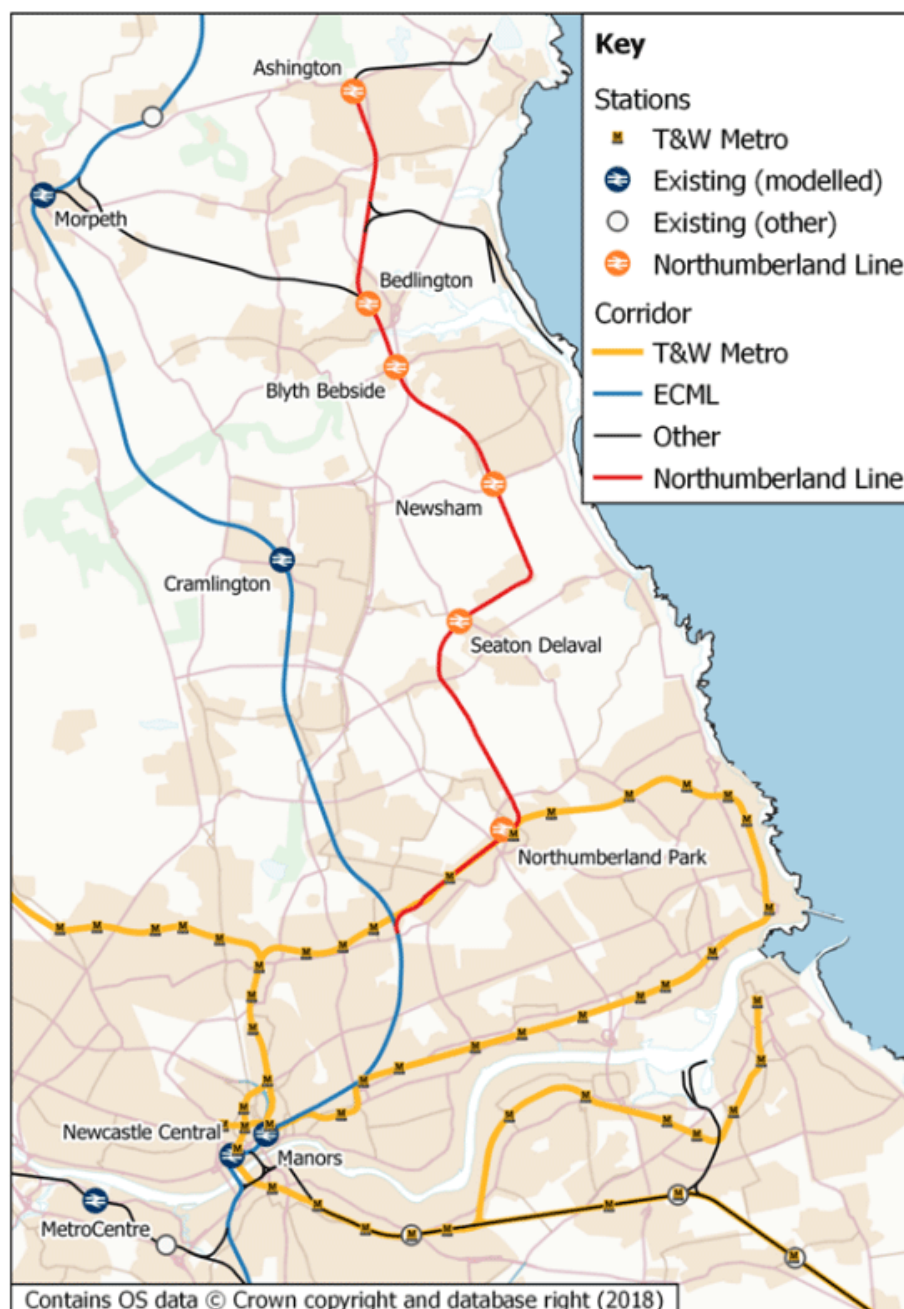 Key
Stations
T&W Metro
Existing (modelled)
Existing (other)
Northumberland Line
Corridor
T&W Metro
ECML
Other
Northumberland Line
Ashington
Morpeth
Bedlington
Blyth Bebside
Newsham
Cramlington
Seaton Delaval
Northumberland Park
Newcastle Central
Manors
MetroCentre
Contains OS data © Crown copyright and database right (2018)